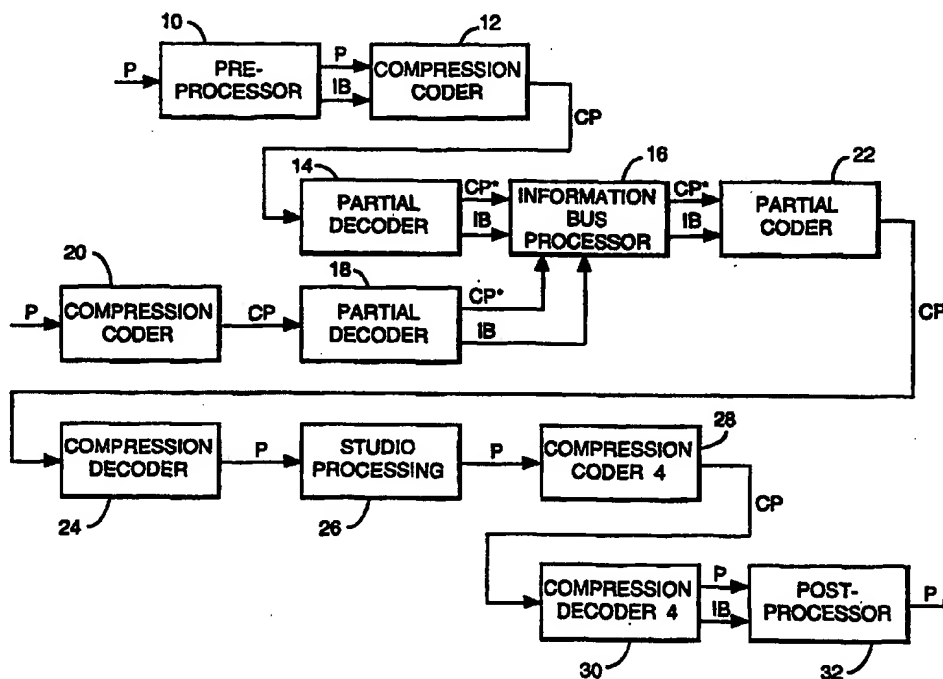 10
12
P
PRE-
PROCESSOR
P
IB
COMPRESSION
CODER
CP
14
16
22
PARTIAL
DECODER
CP*
IB
INFORMATION
BUS
PROCESSOR
CP*
IB
PARTIAL
CODER
20
18
P
COMPRESSION
CODER
CP
PARTIAL
DECODER
CP*
IB
CP
28
COMPRESSION
DECODER
P
STUDIO
PROCESSING
P
COMPRESSION
CODER 4
24
26
CP
COMPRESSION
DECODER 4
P
IB
POST-
PROCESSOR
P
30
32